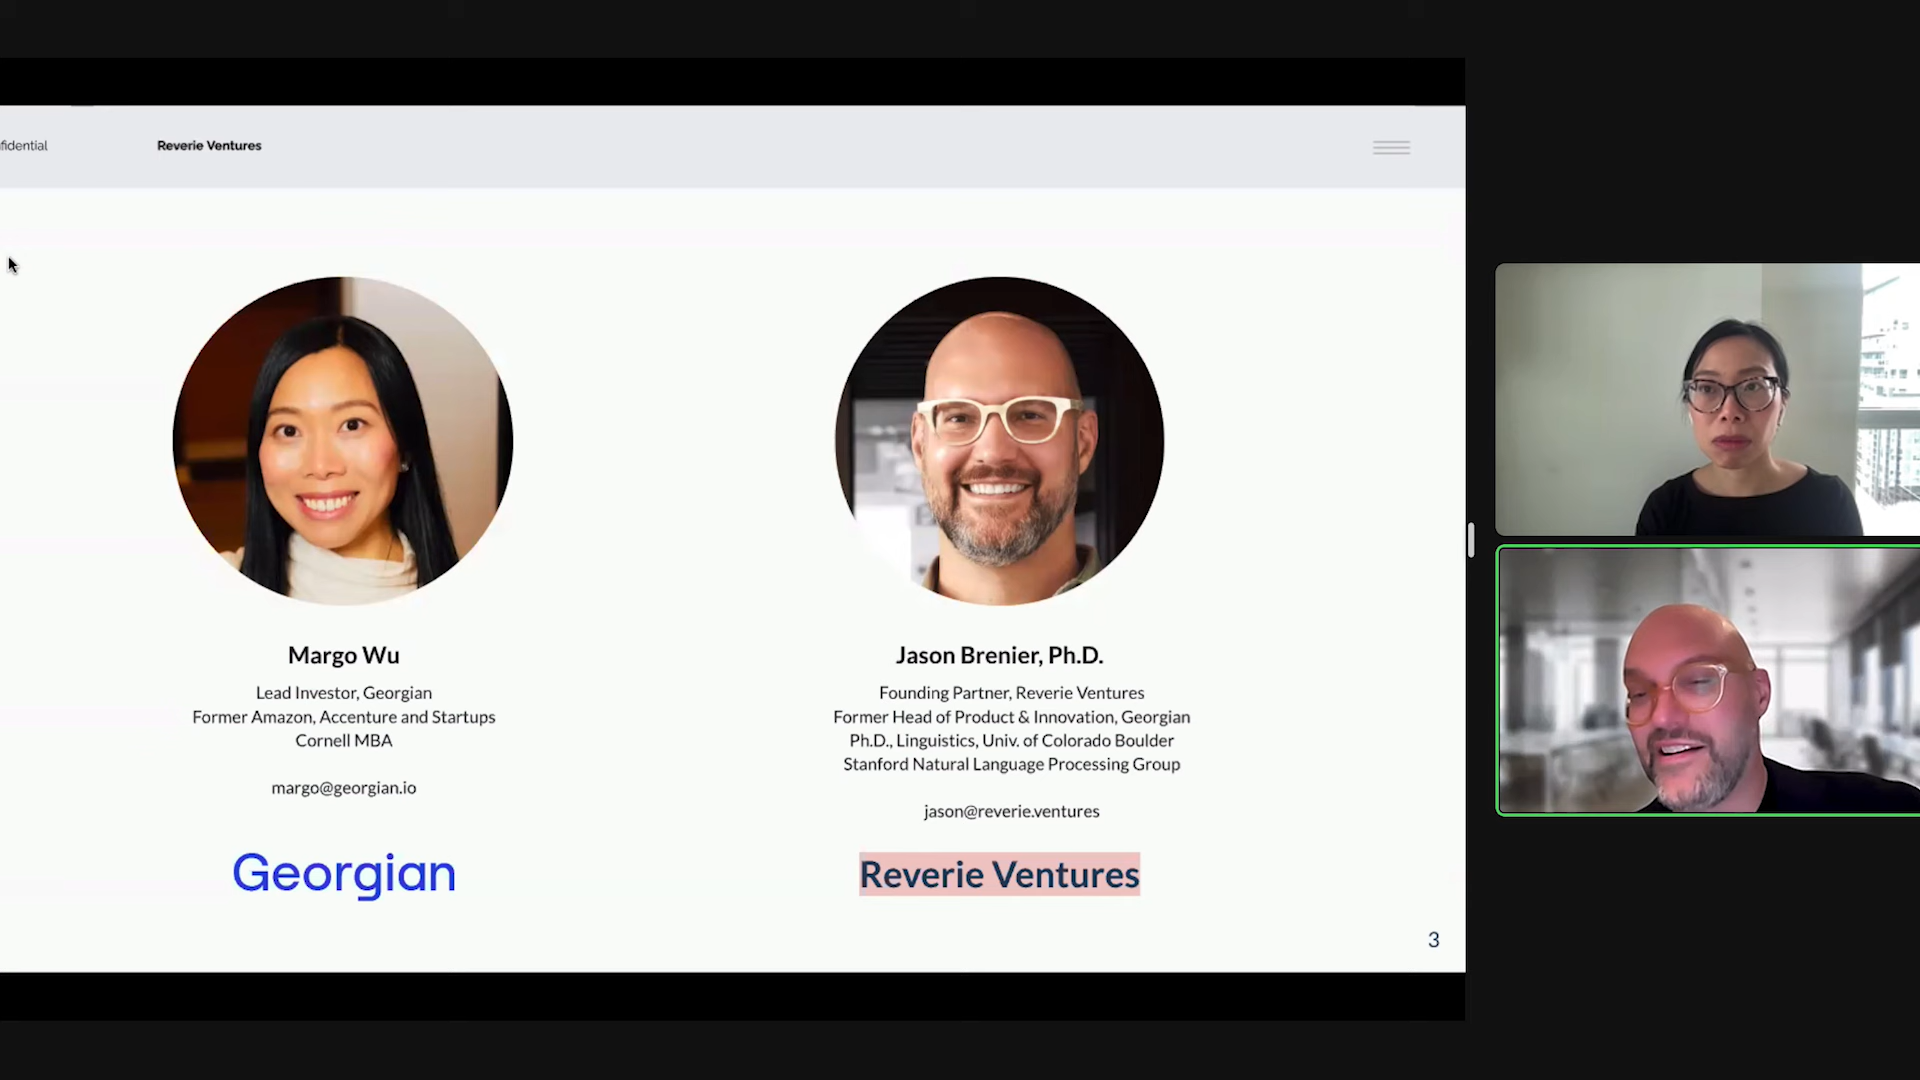 fidential
Reverie Ventures
Margo Wu
Lead Investor, Georgian
Former Amazon, Accenture and Startups
Cornell MBA
margo@georgian.io
Georgian
Jason Brenier, Ph.D.
Founding Partner, Reverie Ventures
Former Head of Product & Innovation, Georgian
Ph.D., Linguistics, Univ. of Colorado Boulder
Stanford Natural Language Processing Group
jason@reverie.ventures
Reverie Ventures
3